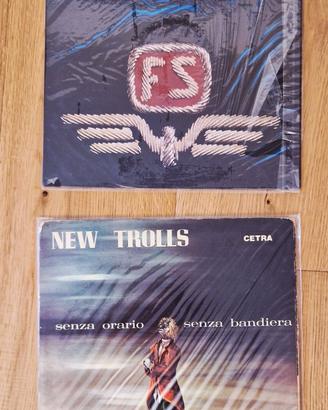 FS
NEW TROLLS
CETRA
senza orario senza bandiera